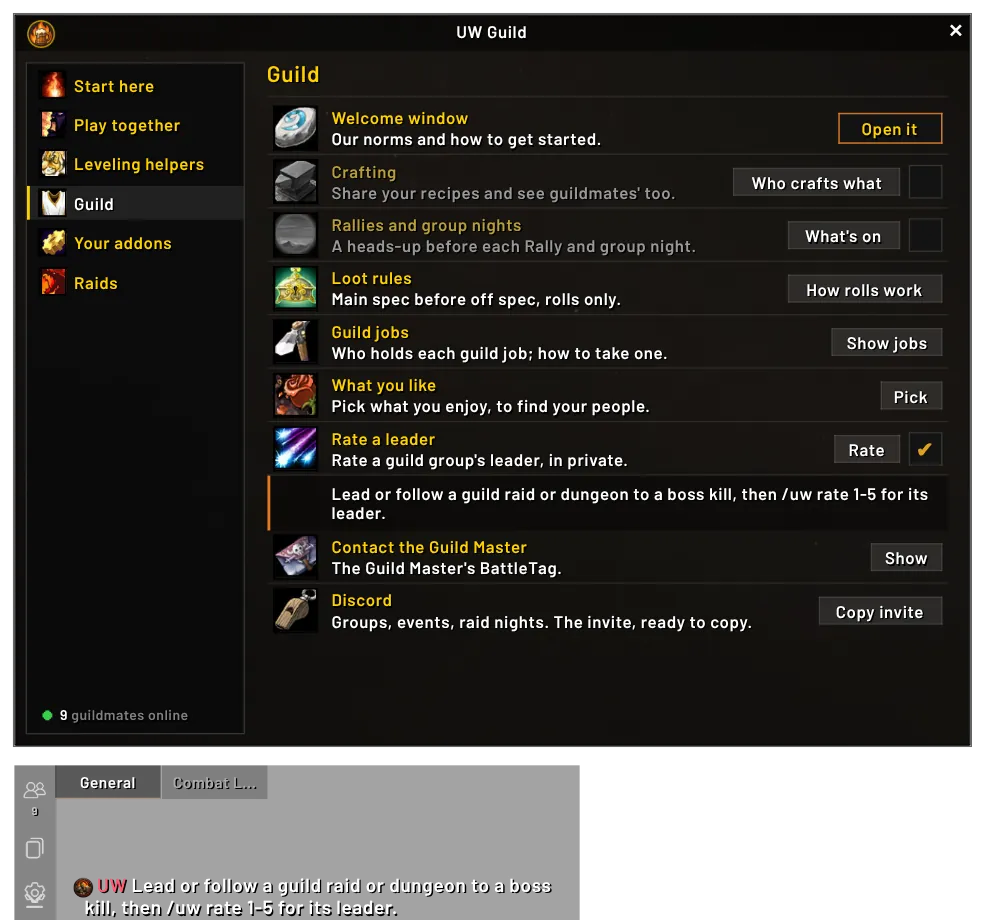 UW Guild
Start here
Play together
Leveling helpers
Guild
Your addons
Raids
9 guildmates online
Guild
Welcome window
Our norms and how to get started.
Open it
Crafting
Share your recipes and see guildmates' too.
Who crafts what
Rallies and group nights
A heads-up before each Rally and group night.
What's on
Loot rules
Main spec before off spec, rolls only.
How rolls work
Guild jobs
Who holds each guild job; how to take one.
Show jobs
What you like
Pick what you enjoy, to find your people.
Pick
Rate a leader
Rate a guild group's leader, in private.
Rate
Lead or follow a guild raid or dungeon to a boss kill, then /uw rate 1-5 for its
leader.
Contact the Guild Master
The Guild Master's BattleTag.
Show
Discord
Groups, events, raid nights. The invite, ready to copy.
Copy invite
General
Combat L...
9
UW Lead or follow a guild raid or dungeon to a boss
kill, then /uw rate 1-5 for its leader.